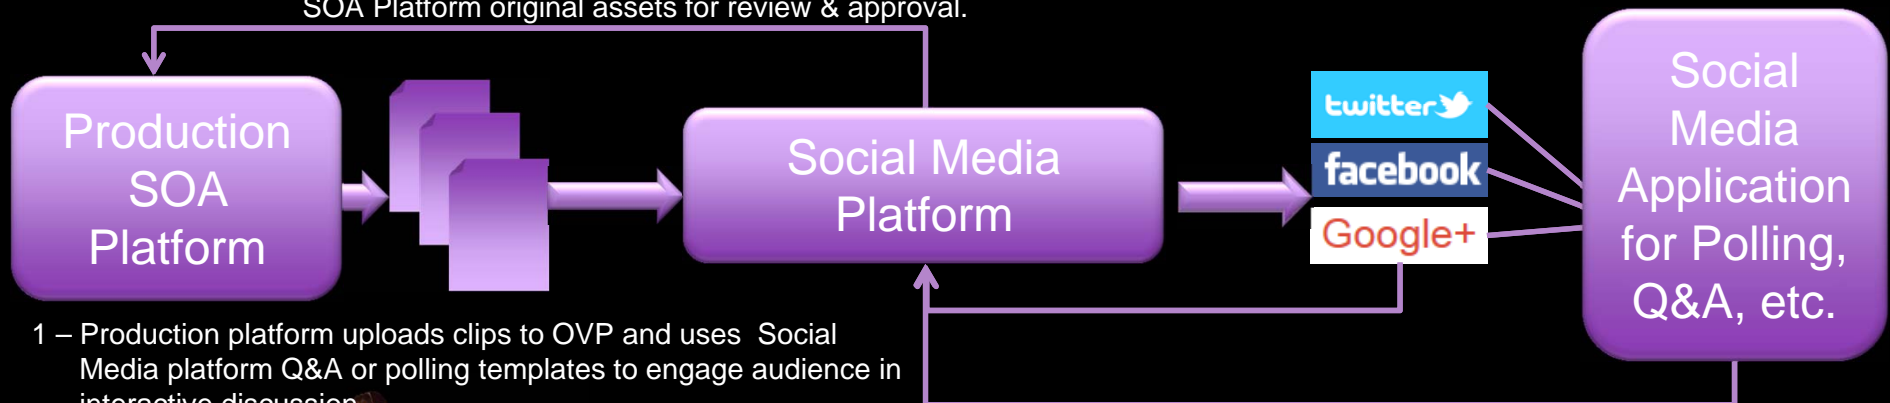 SOA Platform original assets for review & approval.
Production
SOA
Platform
Social Media
Platform
twitter
facebook
Google+
Social
Media
Application
for Polling,
Q&A, etc.
1 – Production platform uploads clips to OVP and uses Social
Media platform Q&A or polling templates to engage audience in
interactive discussion